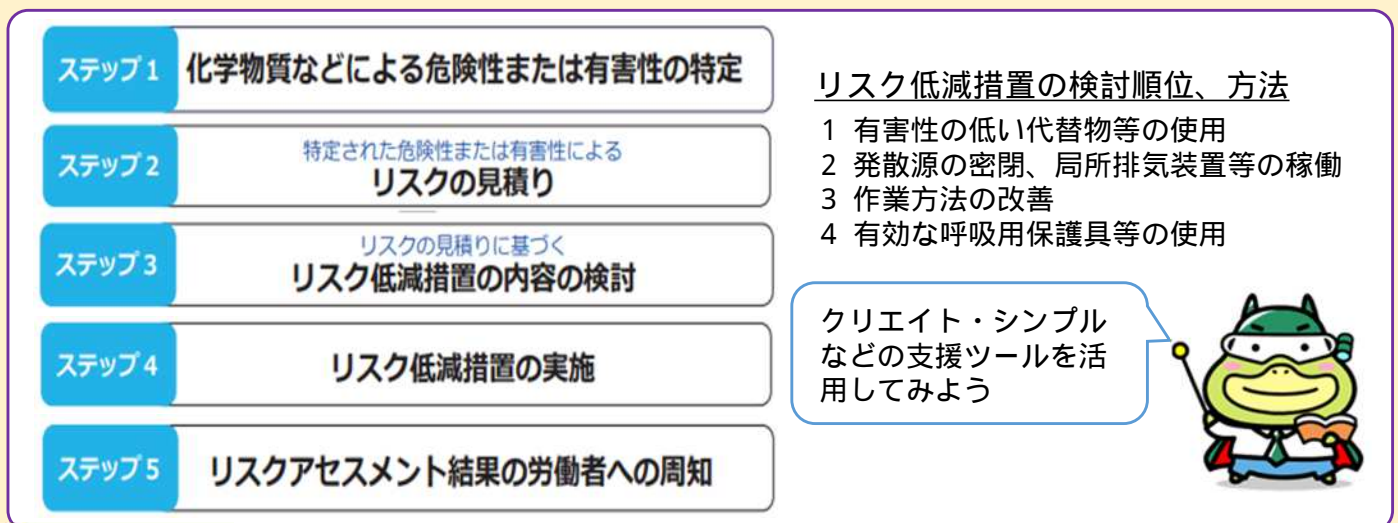 ステップ 1
化学物質などによる危険性または有害性の特定
ステップ 2
特定された危険性または有害性による
リスクの見積り
ステップ 3
リスクの見積りに基づく
リスク低減措置の内容の検討
ステップ 4
リスク低減措置の実施
ステップ 5
リスクアセスメント結果の労働者への周知
リスク低減措置の検討順位、方法
1 有害性の低い代替物等の使用
2 発散源の密閉、局所排気装置等の稼働
3 作業方法の改善
4 有効な呼吸用保護具等の使用
クリエイト・シンプル
などの支援ツールを活
用してみよう